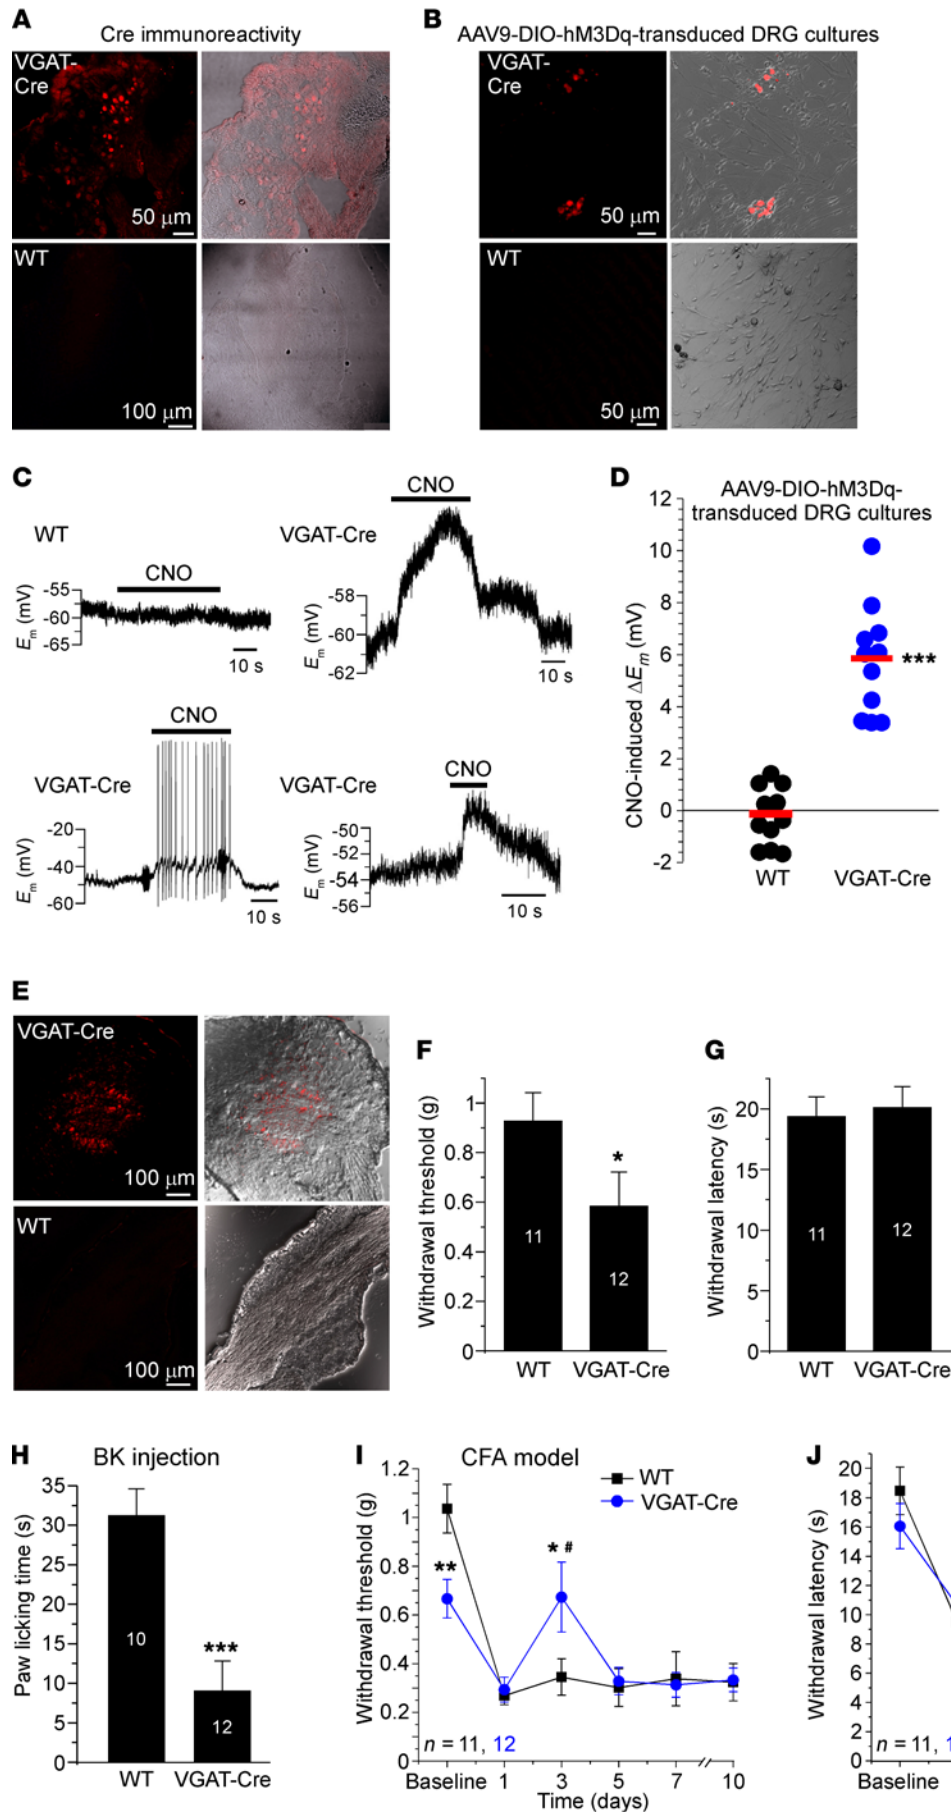 A
Cre immunoreactivity
VGAT-
Cre
50 µm
WT
100 µm
B
AAV9-DIO-hM3Dq-transduced DRG cultures
VGAT-
Cre
50 µm
WT
50 µm
C
WT
CNO
Em (mV)
-55
-60
-65
10 s
VGAT-Cre
CNO
Em (mV)
-58
-60
-62
10 s
VGAT-Cre
CNO
Em (mV)
-20
-40
-60
10 s
VGAT-Cre
CNO
Em (mV)
-50
-52
-54
-56
10 s
D
AAV9-DIO-hM3Dq-
transduced DRG cultures
CNO-induced ΔEm (mV)
12
10
8
6
4
2
0
-2
***
WT
VGAT-Cre
E
VGAT-Cre
100 µm
WT
100 µm
F
Withdrawal threshold (g)
1
0.8
0.6
0.4
0.2
0
*
11
12
WT
VGAT-Cre
G
Withdrawal latency (s)
20
15
10
5
0
11
12
WT
VGAT-Cre
H
BK injection
Paw licking time (s)
35
30
25
20
15
10
5
0
10
***
12
WT
VGAT-Cre
I
CFA model
Withdrawal threshold (g)
1.2
1
0.8
0.6
0.4
0.2
0
WT
VGAT-Cre
**
* #
n = 11, 12
Baseline 1 3 5 7 10
Time (days)
J
Withdrawal latency (s)
20
18
16
14
12
10
8
6
4
2
0
n = 11, 1
Baseline